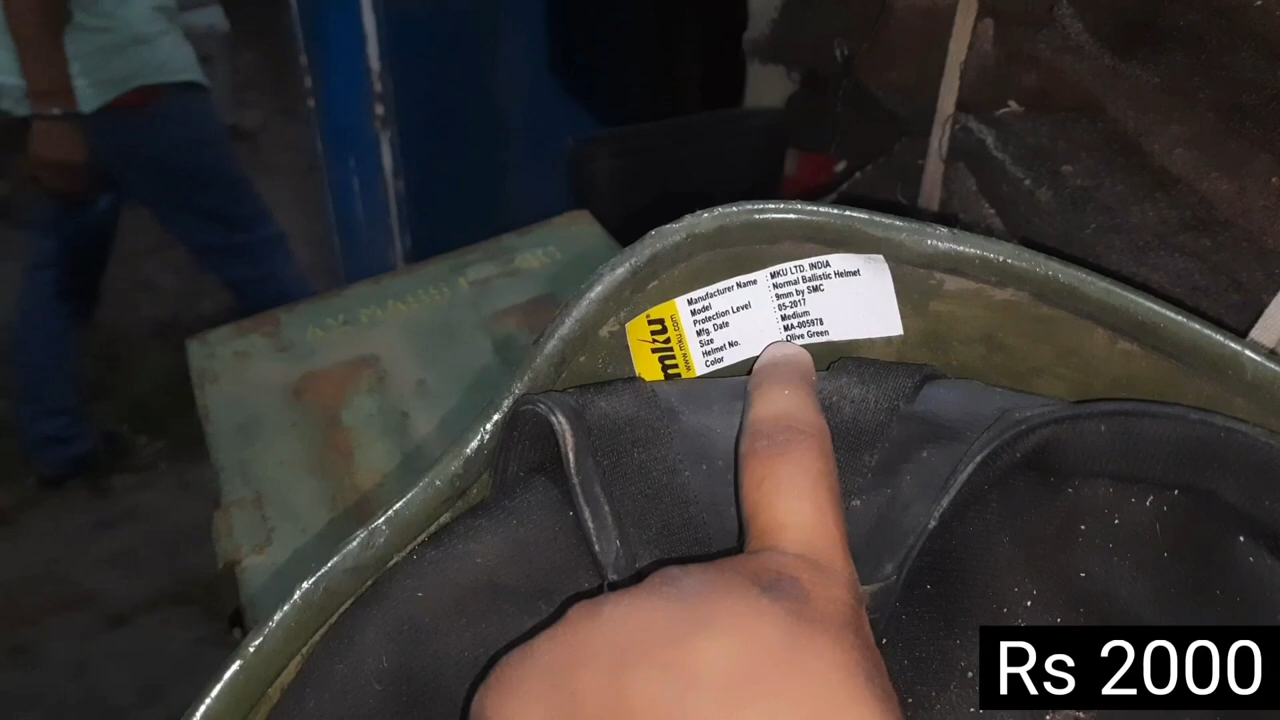 mku®
www.mku.com
Manufacturer Name : MKU LTD. INDIA
Model : Normal Ballistic Helmet
Protection Level : 9mm by SMC
Mfg. Date : 05-2017
Size : Medium
Helmet No. : MA-005978
Color : Olive Green
Rs 2000